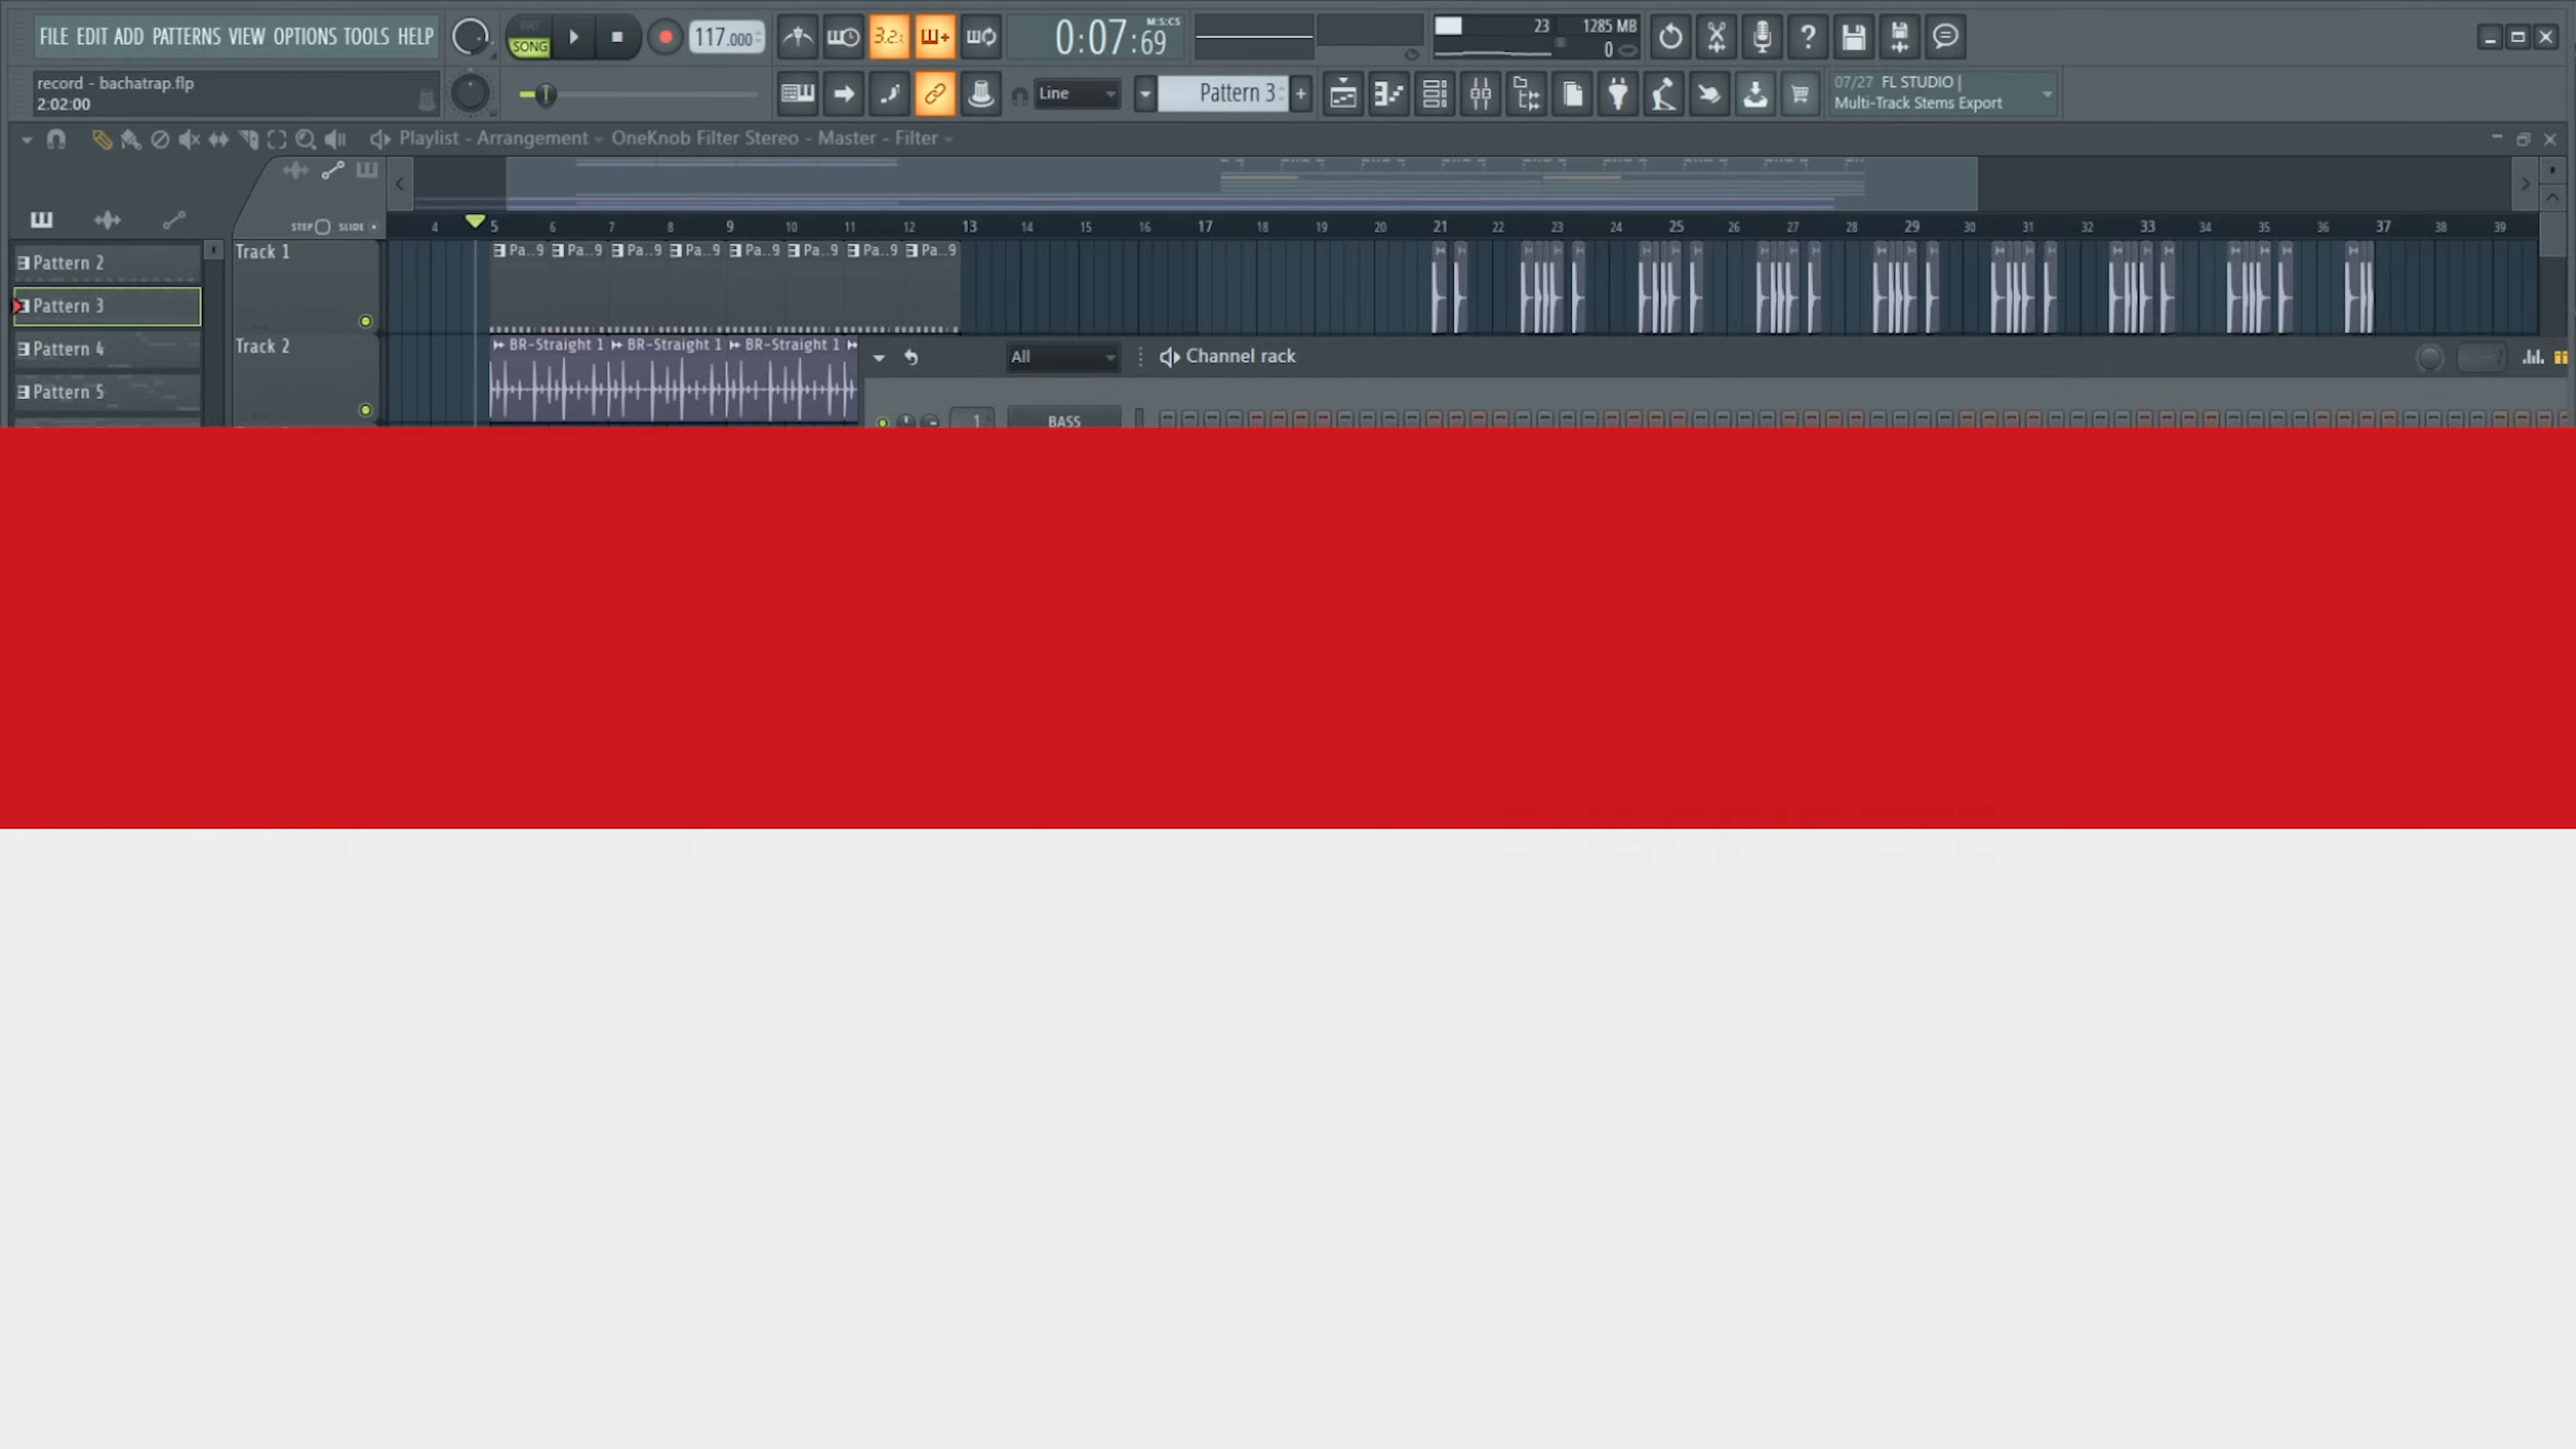 FILE EDIT ADD PATTERNS VIEW OPTIONS TOOLS HELP
PAT
SONG
117.000
3.2.
0:07:69
M:S:CS
23
1285 MB
0
record - bachatrap.flp
2:02:00
Line
Pattern 3
07/27 FL STUDIO |
Multi-Track Stems Export
Playlist - Arrangement OneKnob Filter Stereo - Master - Filter
STEP SLIDE
4 5 6 7 8 9 10 11 12 13 14 15 16 17 18 19 20 21 22 23 24 25 26 27 28 29 30 31 32 33 34 35 36 37 38 39
Pattern 2
Pattern 3
Pattern 4
Pattern 5
Track 1
Pa..9 Pa..9 Pa..9 Pa..9 Pa..9 Pa..9 Pa..9 Pa..9
Track 2
BR-Straight 1 BR-Straight 1 BR-Straight 1
All
Channel rack
1
BASS